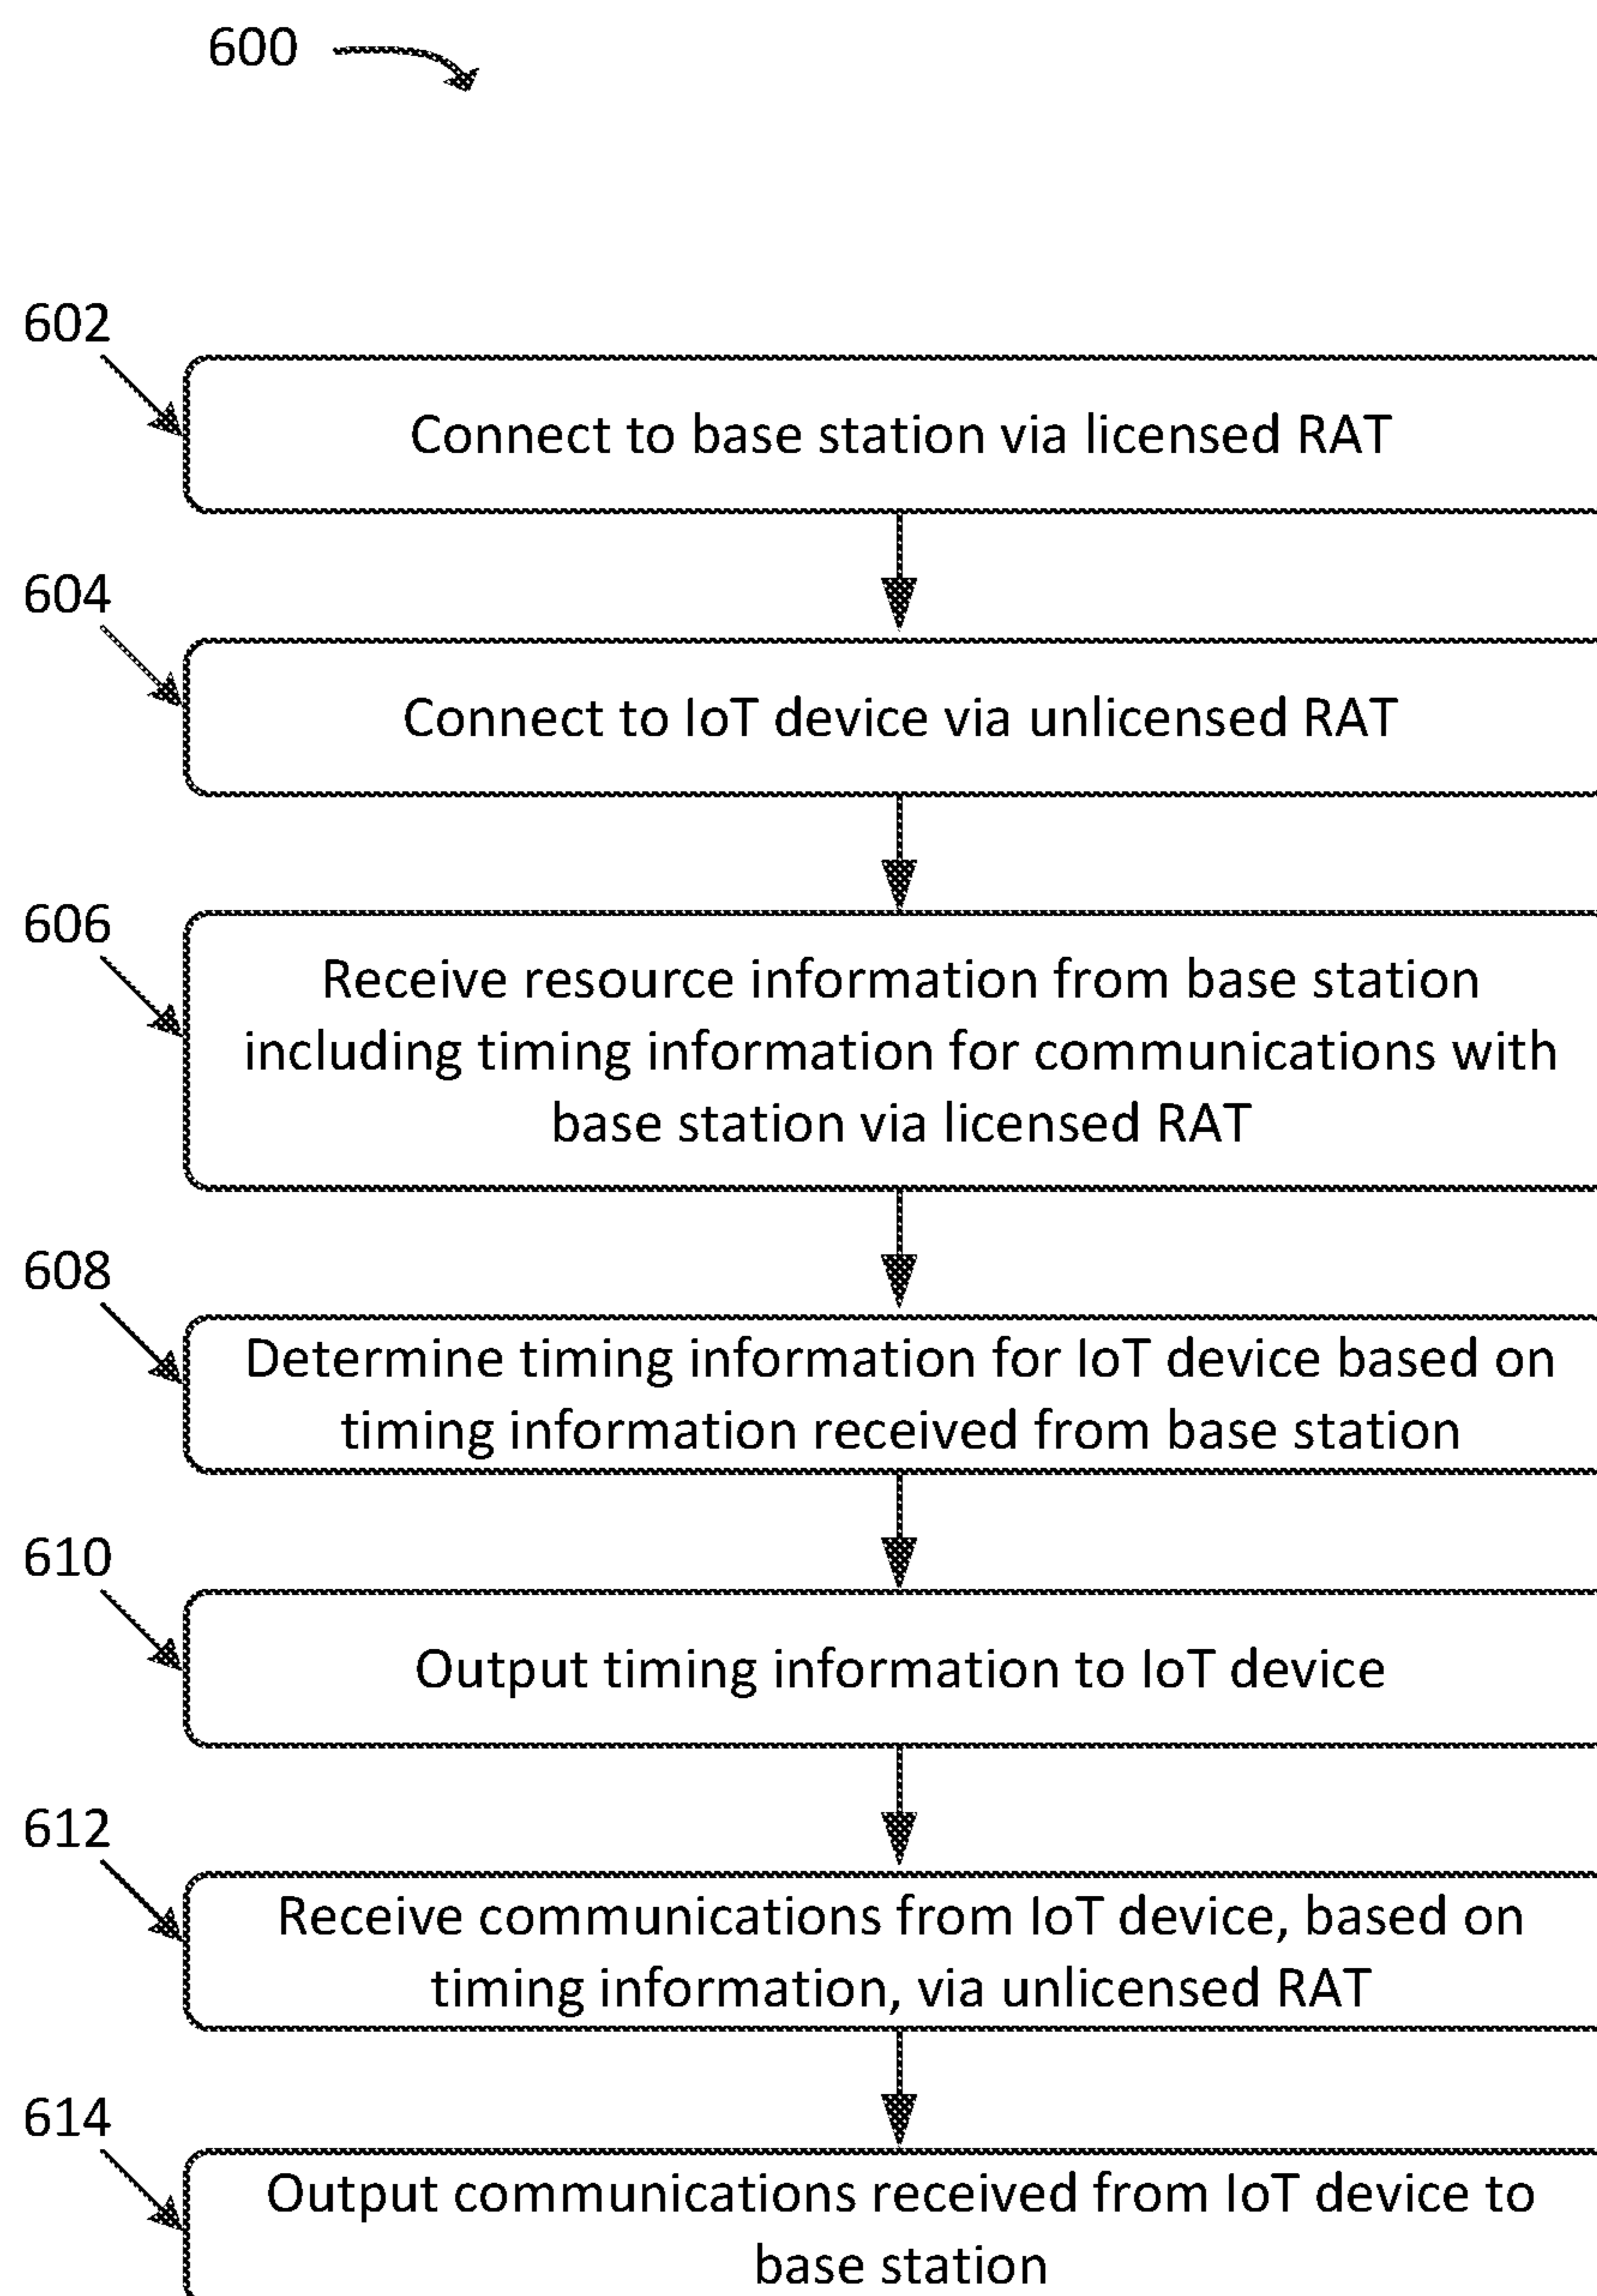 600
602
Connect to base station via licensed RAT
604
Connect to IoT device via unlicensed RAT
606
Receive resource information from base station
including timing information for communications with
base station via licensed RAT
608
Determine timing information for IoT device based on
timing information received from base station
610
Output timing information to IoT device
612
Receive communications from IoT device, based on
timing information, via unlicensed RAT
614
Output communications received from IoT device to
base station